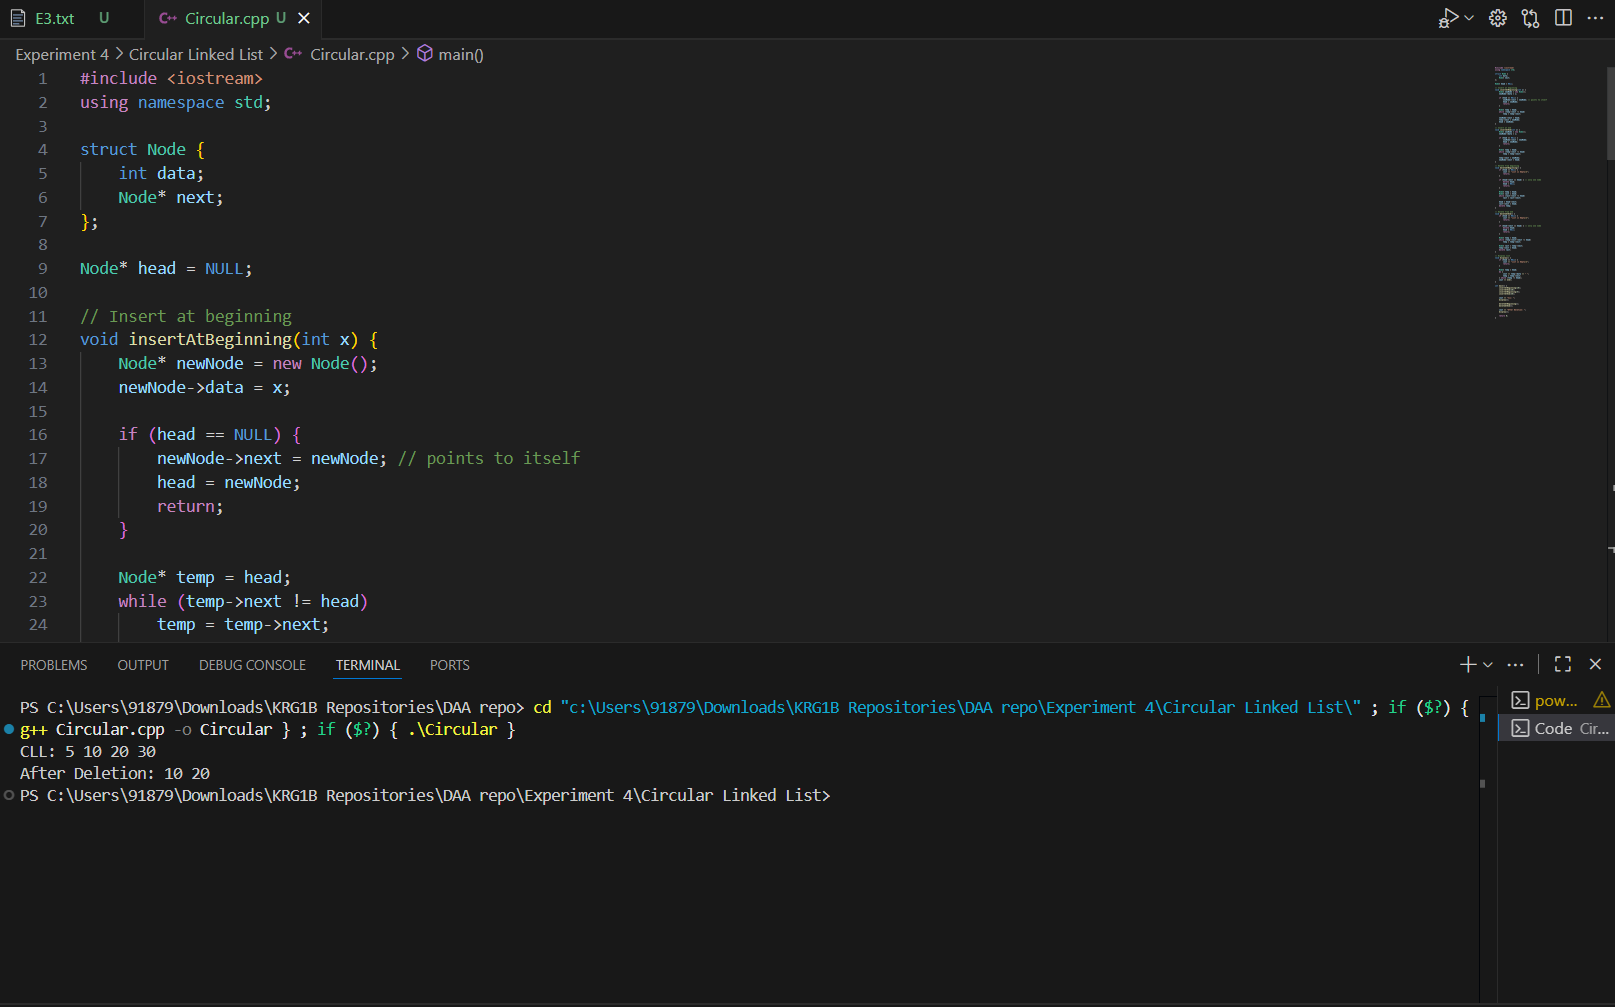 E3.txt U Circular.cpp U
Experiment 4 > Circular Linked List > Circular.cpp > main()
1 #include <iostream>
2 using namespace std;
3
4 struct Node {
5 int data;
6 Node* next;
7 };
8
9 Node* head = NULL;
10
11 // Insert at beginning
12 void insertAtBeginning(int x) {
13 Node* newNode = new Node();
14 newNode->data = x;
15
16 if (head == NULL) {
17 newNode->next = newNode; // points to itself
18 head = newNode;
19 return;
20 }
21
22 Node* temp = head;
23 while (temp->next != head)
24 temp = temp->next;
PROBLEMS OUTPUT DEBUG CONSOLE TERMINAL PORTS
PS C:\Users\91879\Downloads\KRG1B Repositories\DAA repo> cd "c:\Users\91879\Downloads\KRG1B Repositories\DAA repo\Experiment 4\Circular Linked List\" ; if ($?) {
g++ Circular.cpp -o Circular } ; if ($?) { .\Circular }
CLL: 5 10 20 30
After Deletion: 10 20
PS C:\Users\91879\Downloads\KRG1B Repositories\DAA repo\Experiment 4\Circular Linked List>
pow...
Code Cir...